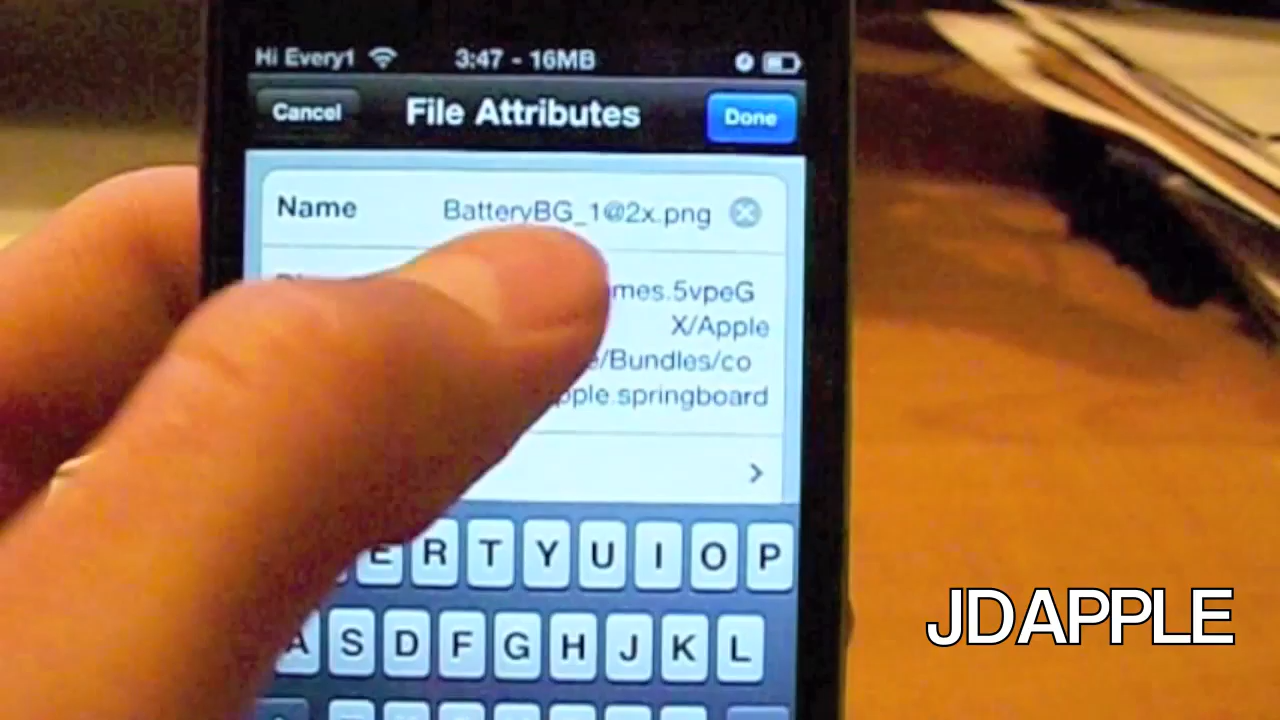 Hi Every1 3:47 - 16MB
Cancel File Attributes Done
Name BatteryBG_1@2x.png
mes.5vpeG
X/Apple
e/Bundles/co
pple.springboard
E R T Y U I O P
A S D F G H J K L
JDAPPLE